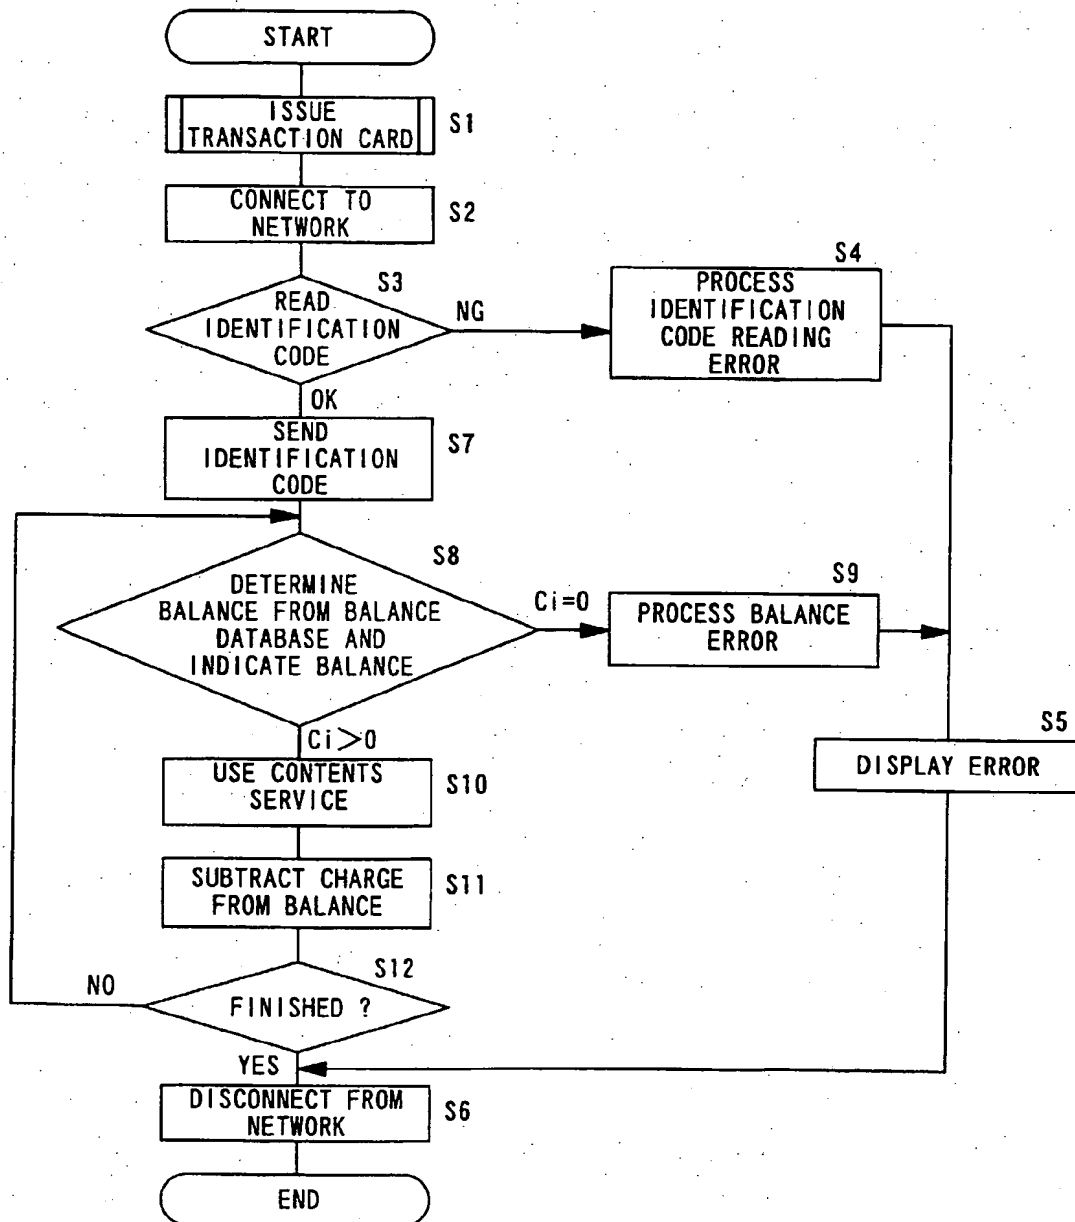 START
ISSUE
TRANSACTION CARD
S1
CONNECT TO
NETWORK
S2
S3
READ
IDENTIFICATION
CODE
NG
S4
PROCESS
IDENTIFICATION
CODE READING
ERROR
OK
SEND
IDENTIFICATION
CODE
S7
S8
DETERMINE
BALANCE FROM BALANCE
DATABASE AND
INDICATE BALANCE
Ci=0
S9
PROCESS BALANCE
ERROR
Ci>0
S5
DISPLAY ERROR
USE CONTENTS
SERVICE
S10
SUBTRACT CHARGE
FROM BALANCE
S11
S12
NO
FINISHED ?
YES
DISCONNECT FROM
NETWORK
S6
END